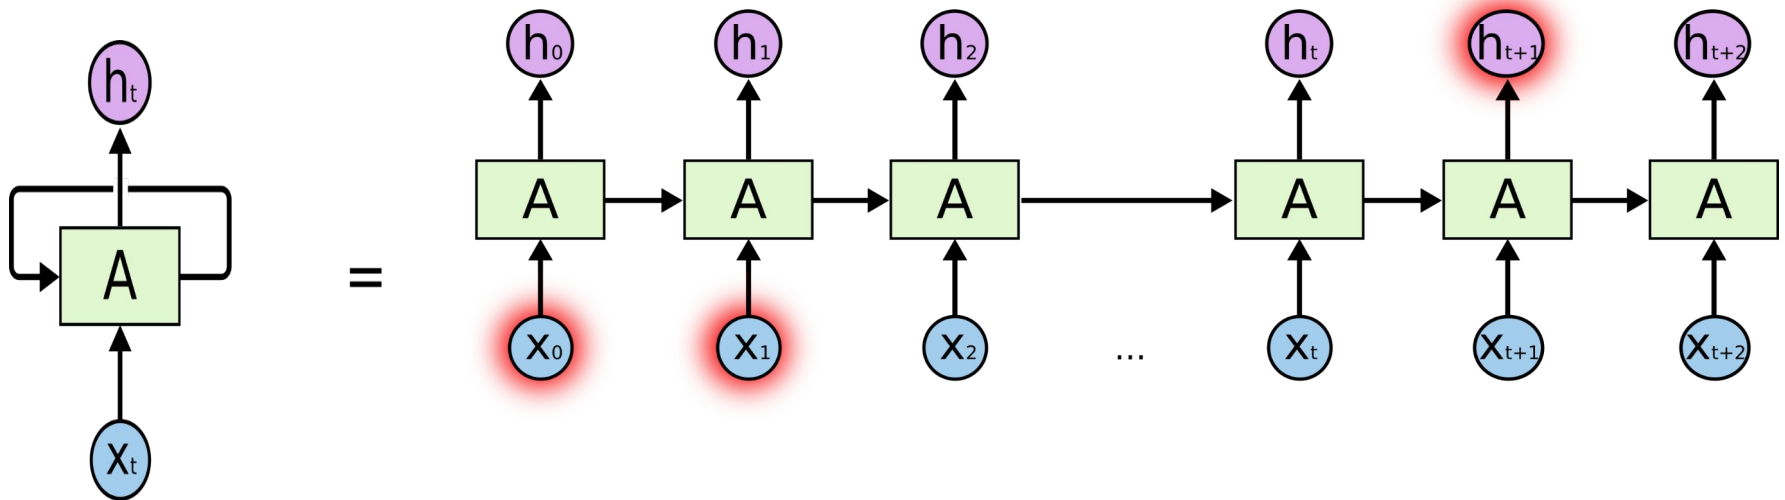 h₀ h₁ h₂ hₜ hₜ₊₁ hₜ₊₂
hₜ
A A A A A A
A
=
x₀ x₁ x₂ ... xₜ xₜ₊₁ xₜ₊₂
xₜ